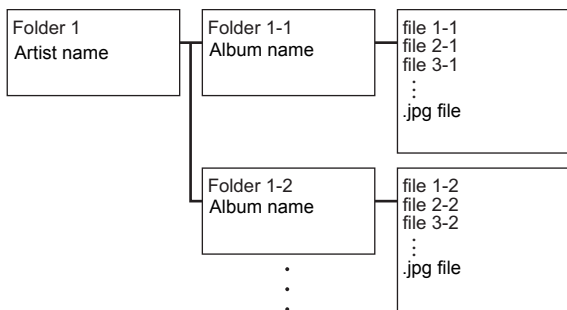 Folder 1
Artist name
Folder 1-1
Album name
file 1-1
file 2-1
file 3-1
⋮
.jpg file
Folder 1-2
Album name
file 1-2
file 2-2
file 3-2
⋮
.jpg file